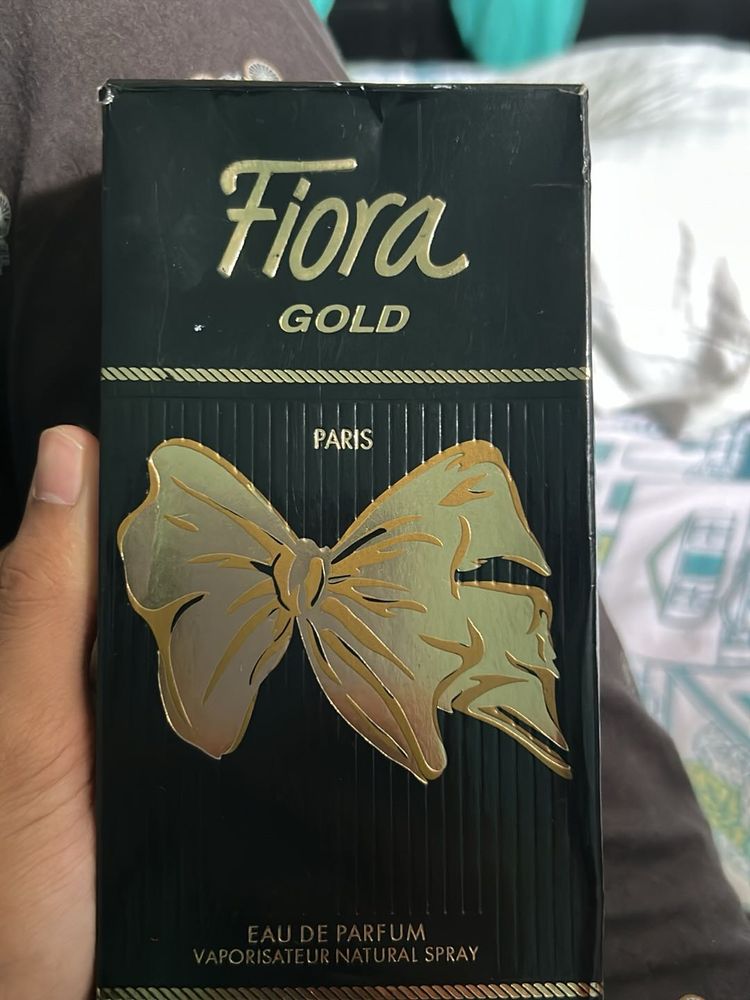 Fiora
GOLD
PARIS
EAU DE PARFUM
VAPORISATEUR NATURAL SPRAY